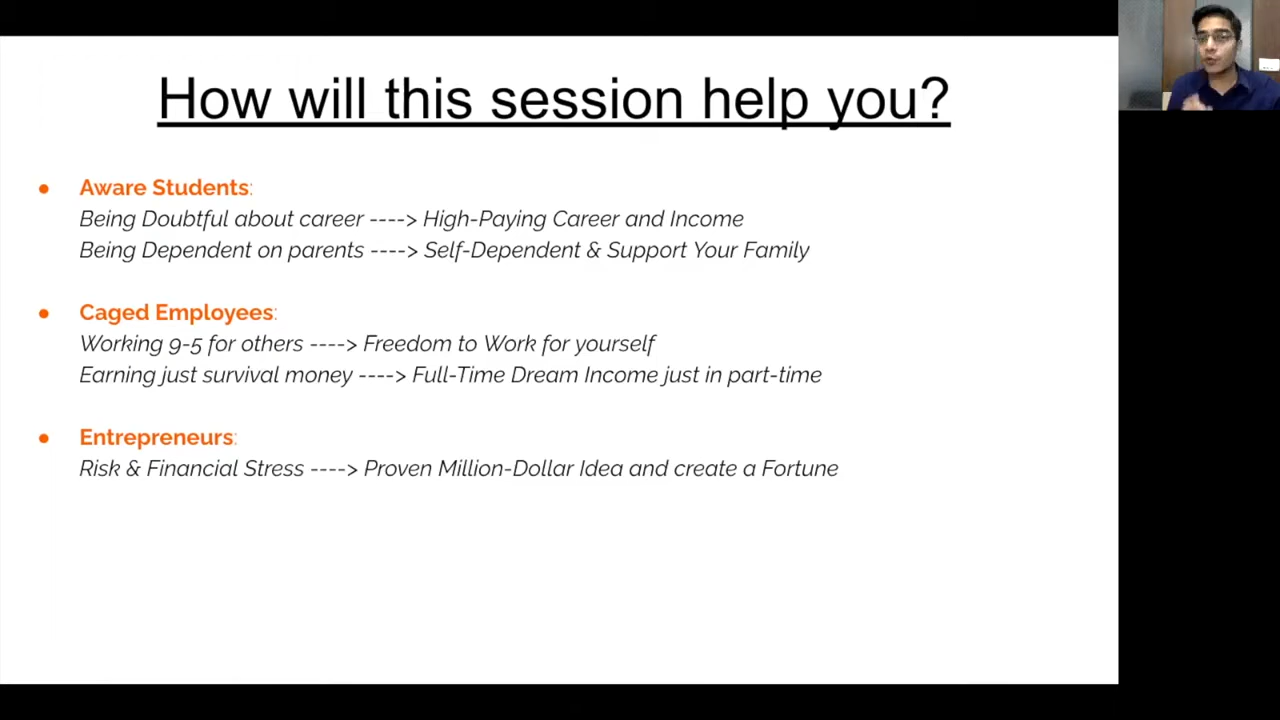 How will this session help you?
● Aware Students:
Being Doubtful about career ----> High-Paying Career and Income
Being Dependent on parents ----> Self-Dependent & Support Your Family
● Caged Employees:
Working 9-5 for others ----> Freedom to Work for yourself
Earning just survival money ----> Full-Time Dream Income just in part-time
● Entrepreneurs:
Risk & Financial Stress ----> Proven Million-Dollar Idea and create a Fortune